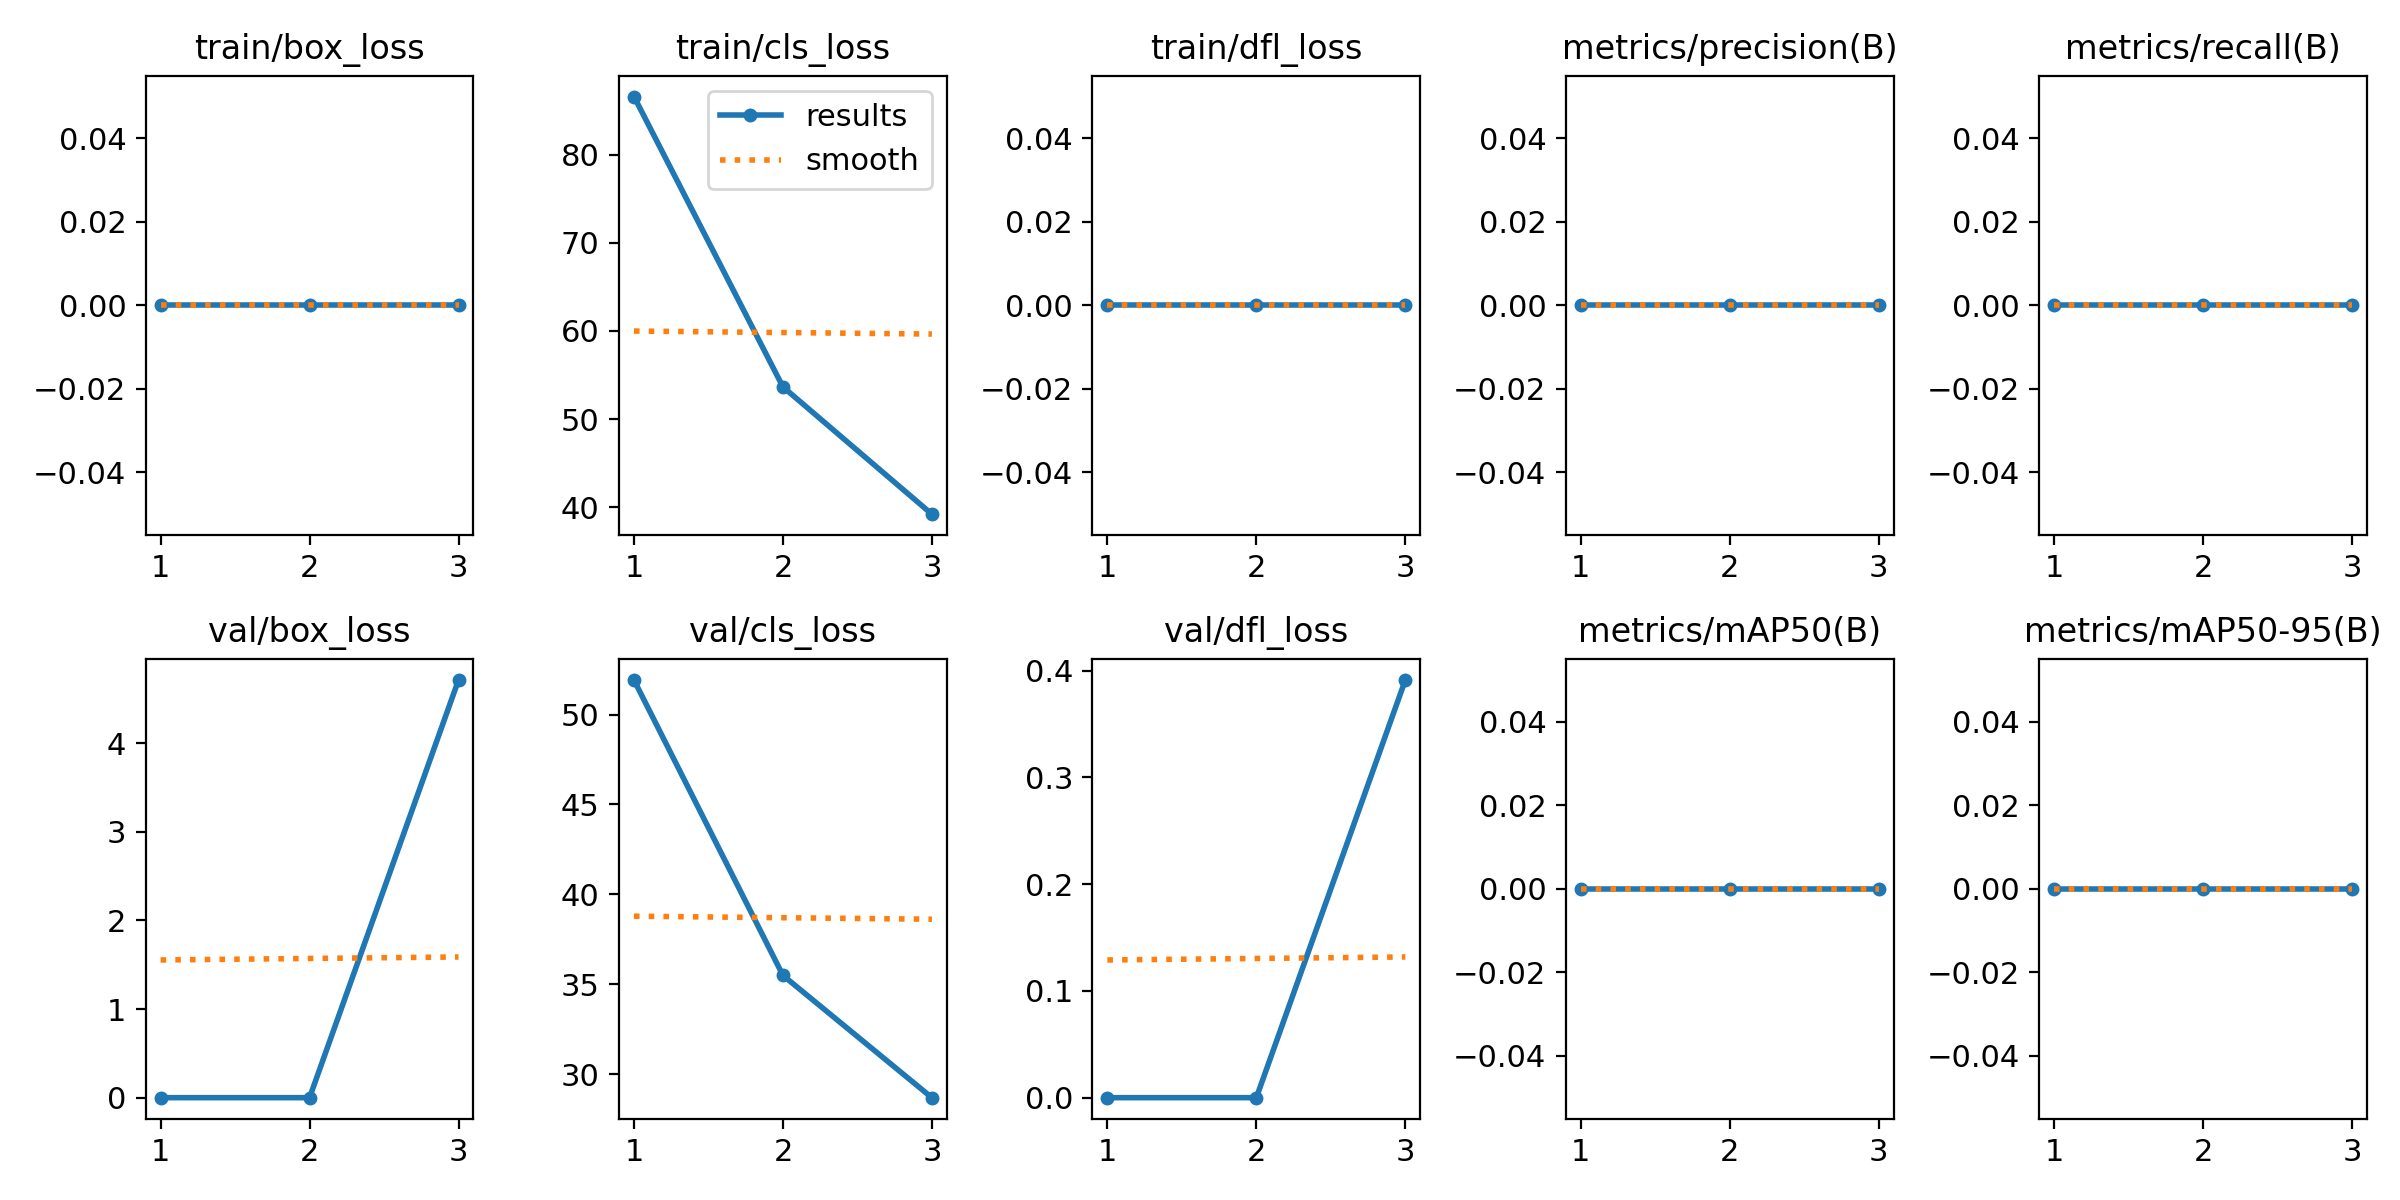 train/box_loss
0.04
0.02
0.00
−0.02
−0.04
1 2 3
train/cls_loss
results
smooth
80
70
60
50
40
1 2 3
train/dfl_loss
0.04
0.02
0.00
−0.02
−0.04
1 2 3
metrics/precision(B)
0.04
0.02
0.00
−0.02
−0.04
1 2 3
metrics/recall(B)
0.04
0.02
0.00
−0.02
−0.04
1 2 3
val/box_loss
4
3
2
1
0
1 2 3
val/cls_loss
50
45
40
35
30
1 2 3
val/dfl_loss
0.4
0.3
0.2
0.1
0.0
1 2 3
metrics/mAP50(B)
0.04
0.02
0.00
−0.02
−0.04
1 2 3
metrics/mAP50-95(B)
0.04
0.02
0.00
−0.02
−0.04
1 2 3